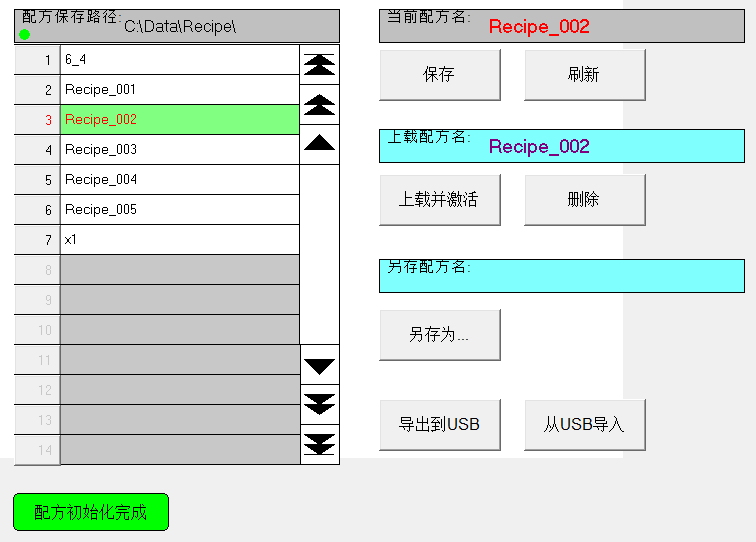 配方保存路径: C:\Data\Recipe\
1 6_4
2 Recipe_001
3 Recipe_002
4 Recipe_003
5 Recipe_004
6 Recipe_005
7 x1
8
9
10
11
12
13
14
配方初始化完成
当前配方名: Recipe_002
保存 刷新
上载配方名: Recipe_002
上载并激活 删除
另存配方名:
另存为...
导出到USB 从USB导入